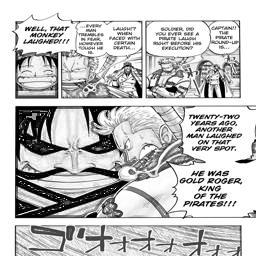 CAPTAIN!!
THE
PIRATE
ROUND-UP
IS...
SOLDIER, DID YOU
EVER SEE A
PIRATE LAUGH
RIGHT BEFORE HIS
EXECUTION?
LAUGH!?
WHEN
FACED WITH
CERTAIN
DEATH...
...EVERY
MAN
TREMBLES
IN FEAR,
HOWEVER
ROUGH HE
IS.
WELL, THAT
MONKEY
LAUGHED!!!
TWENTY-TWO
YEARS AGO,
ANOTHER
MAN LAUGHED
ON THAT
VERY SPOT.
HE WAS
GOLD ROGER,
KING
OF THE
PIRATES!!!
ゴオオオオオオ